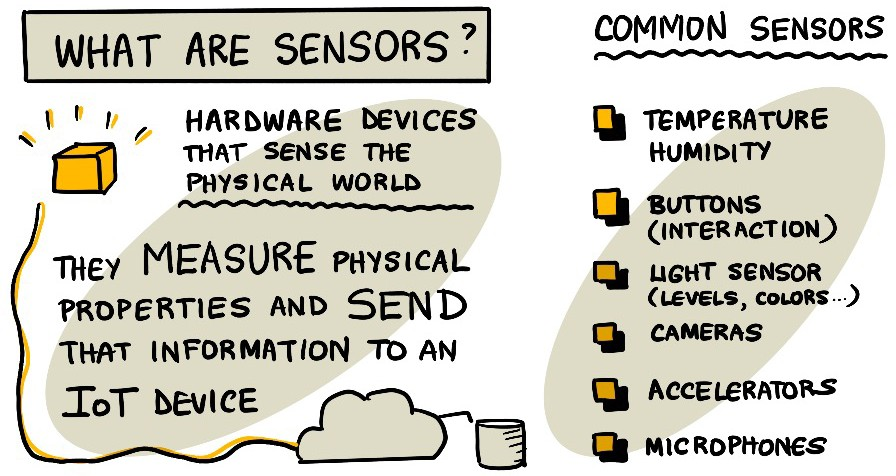 WHAT ARE SENSORS?
HARDWARE DEVICES
THAT SENSE THE
PHYSICAL WORLD
THEY MEASURE PHYSICAL
PROPERTIES AND SEND
THAT INFORMATION TO AN
IoT DEVICE
COMMON SENSORS
TEMPERATURE
HUMIDITY
BUTTONS
(INTERACTION)
LIGHT SENSOR
(LEVELS, COLORS...)
CAMERAS
ACCELERATORS
MICROPHONES